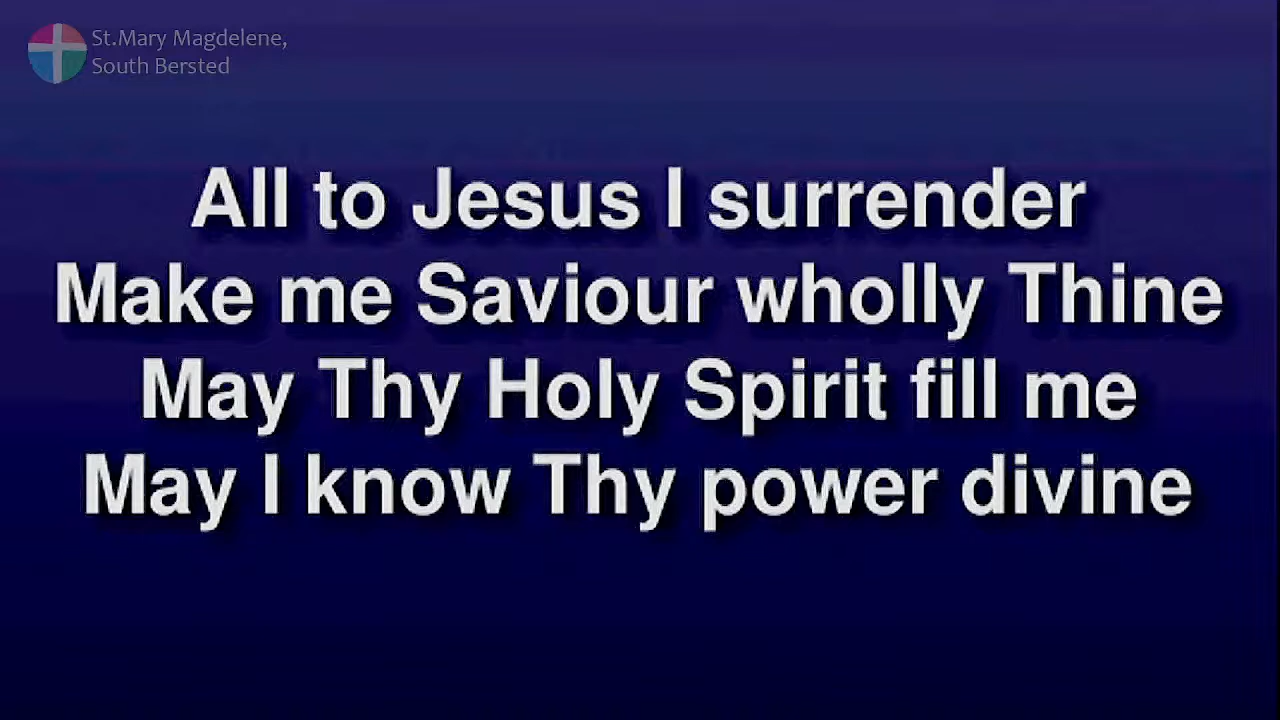 St.Mary Magdelene,
South Bersted
All to Jesus I surrender
Make me Saviour wholly Thine
May Thy Holy Spirit fill me
May I know Thy power divine